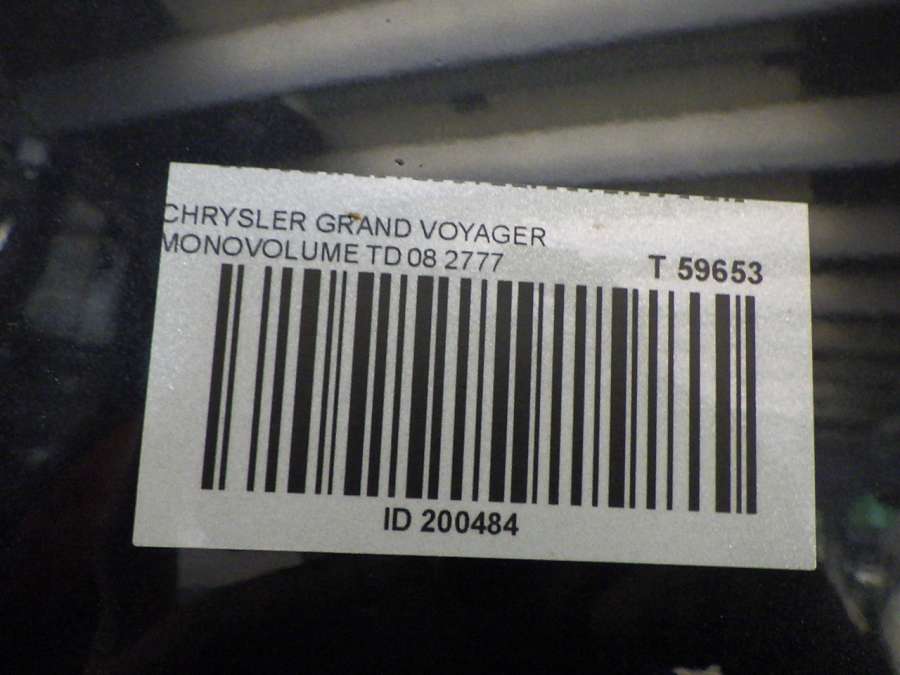 CHRYSLER GRAND VOYAGER
MONOVOLUME TD 08 2777
T 59653
ID 200484